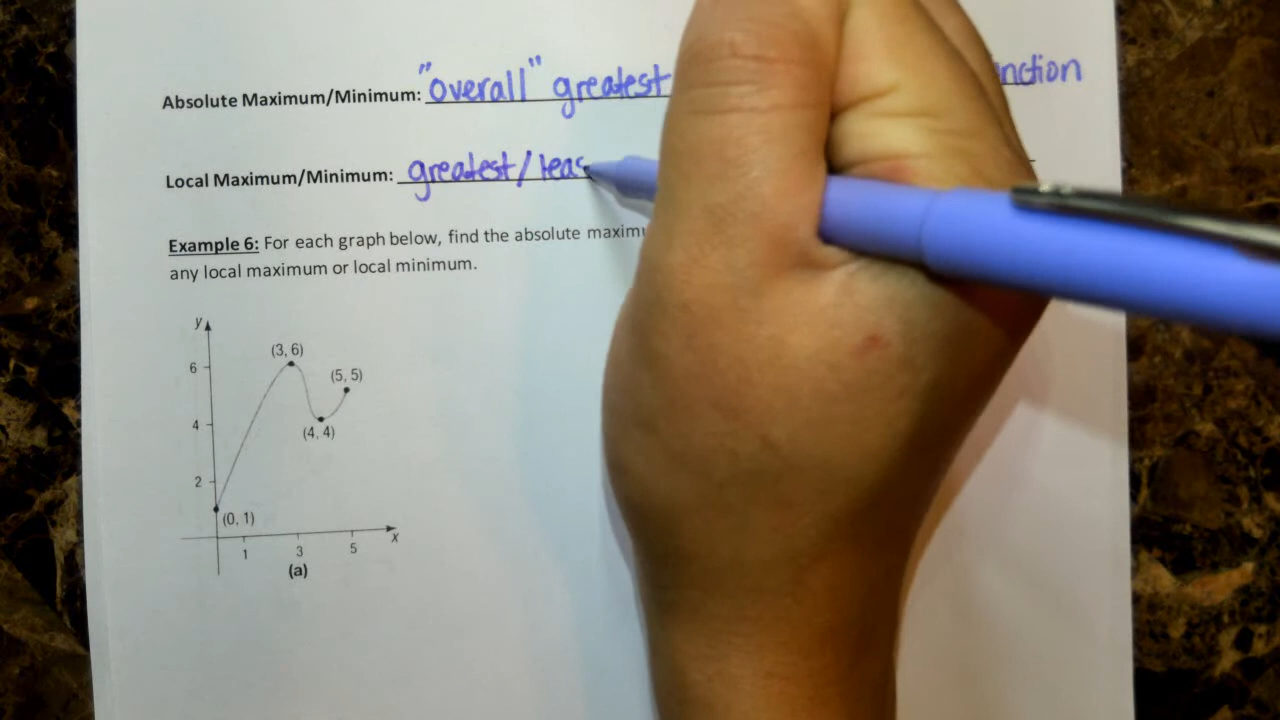 Absolute Maximum/Minimum: "overall" greatest nction
Local Maximum/Minimum: greatest/leas
Example 6: For each graph below, find the absolute maximu
any local maximum or local minimum.
y
(3, 6)
6
(5, 5)
4
(4, 4)
2
(0, 1)
x
1 3 5
(a)